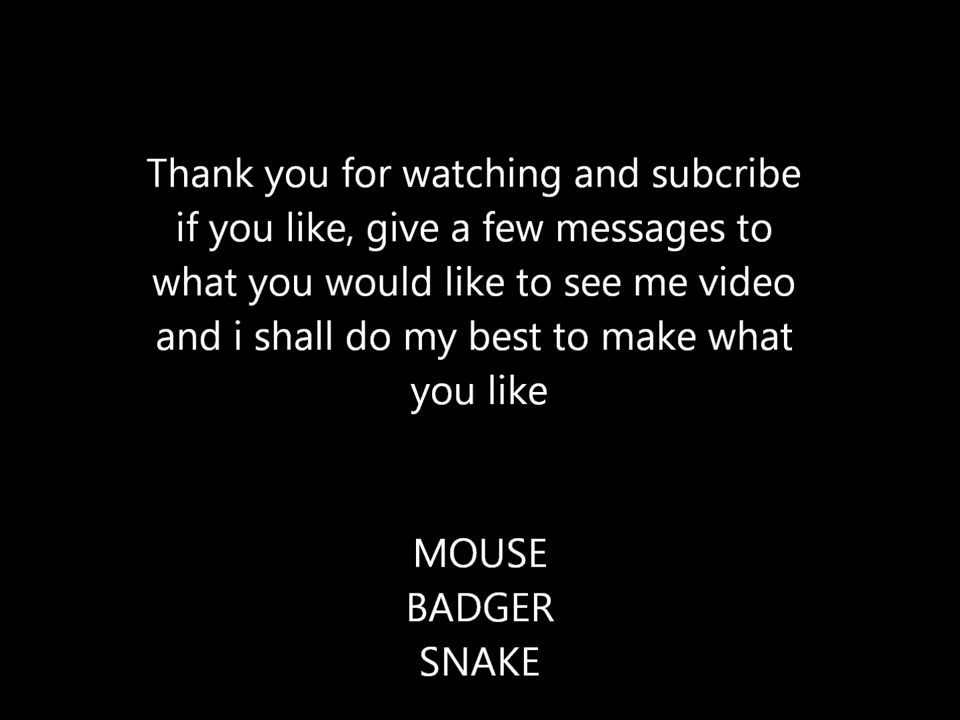 Thank you for watching and subcribe
if you like, give a few messages to
what you would like to see me video
and i shall do my best to make what
you like
MOUSE
BADGER
SNAKE